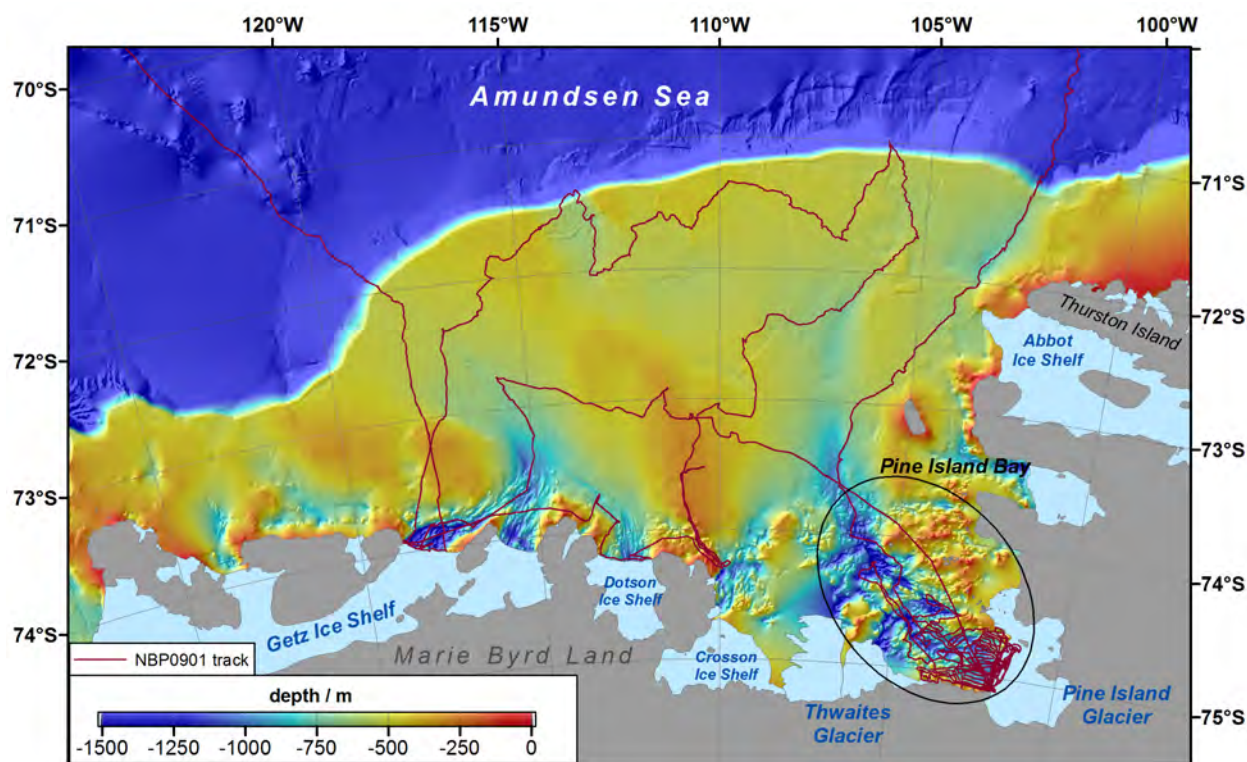 120°W
115°W
110°W
105°W
100°W
70°S
Amundsen Sea
71°S
71°S
72°S
Thurston Island
72°S
Abbot
Ice Shelf
73°S
Pine Island Bay
73°S
74°S
Dotson
Ice Shelf
74°S
Getz Ice Shelf
Marie Byrd Land
Crosson
Ice Shelf
NBP0901 track
Thwaites
Glacier
Pine Island
Glacier
75°S
depth / m
-1500 -1250 -1000 -750 -500 -250 0